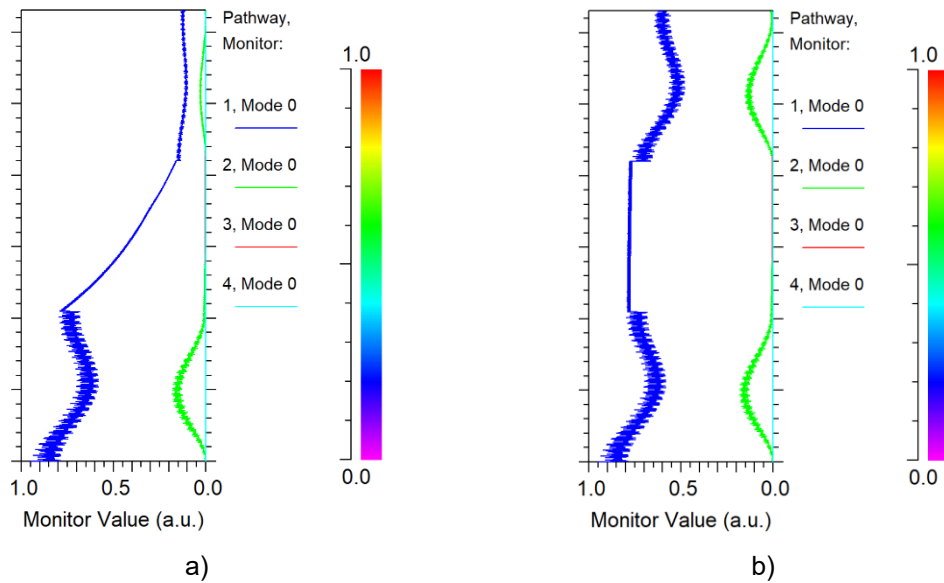 Pathway,
Monitor:
1.0
1, Mode 0
2, Mode 0
3, Mode 0
4, Mode 0
0.0
1.0 0.5 0.0
Monitor Value (a.u.)
a)
Pathway,
Monitor:
1.0
1, Mode 0
2, Mode 0
3, Mode 0
4, Mode 0
0.0
1.0 0.5 0.0
Monitor Value (a.u.)
b)